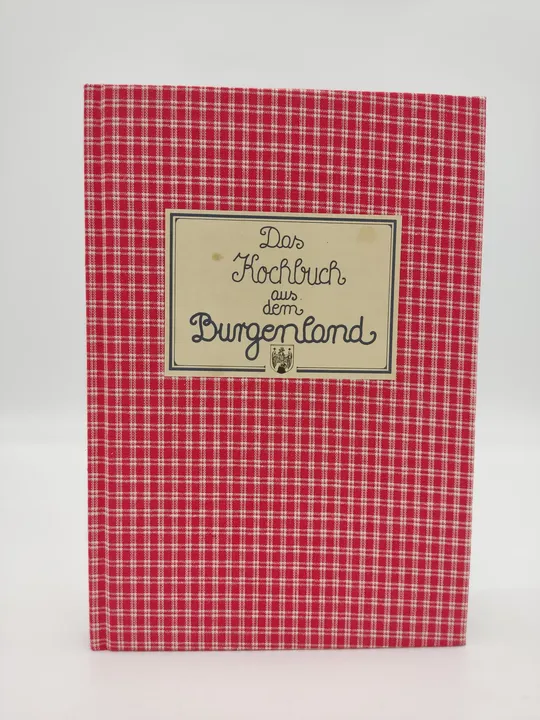 Das
Kochbuch
aus
dem
Burgenland